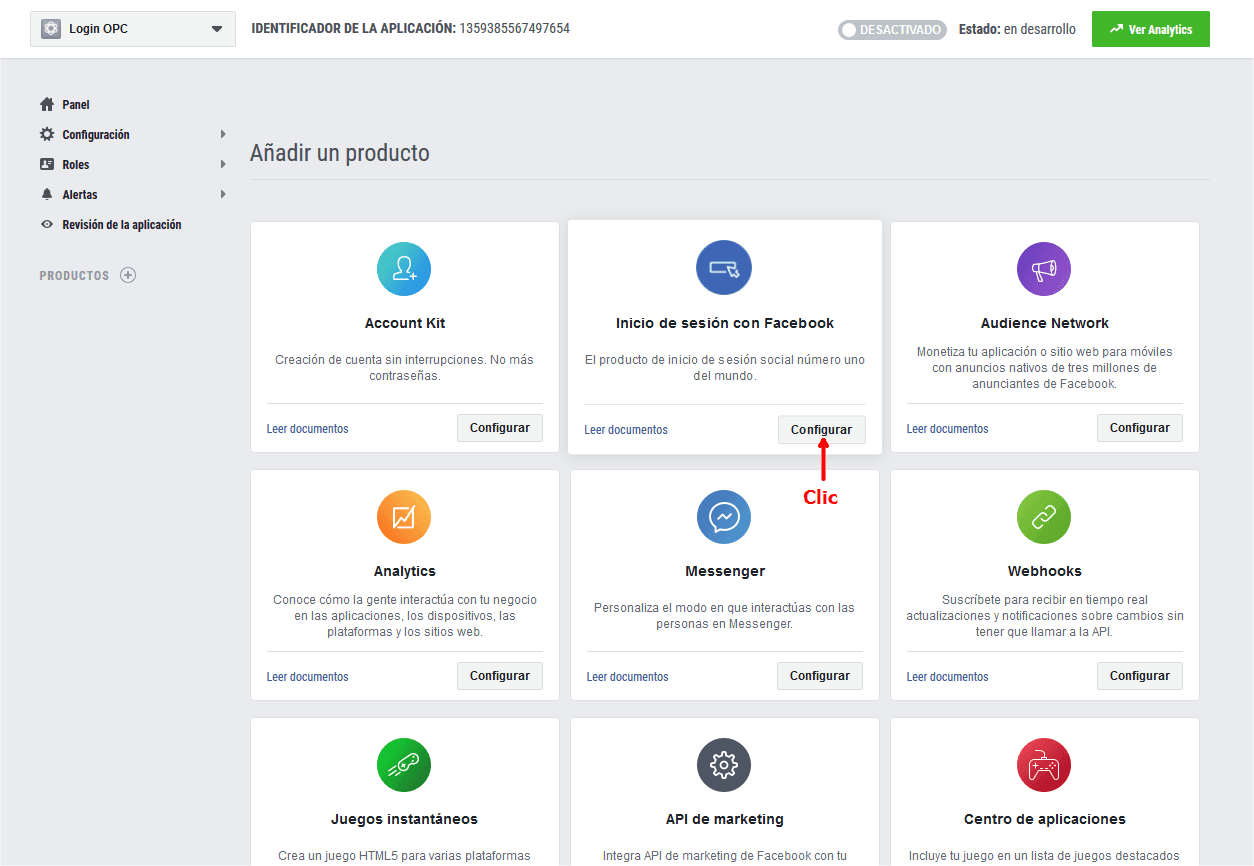 Login OPC
IDENTIFICADOR DE LA APLICACIÓN: 1359385567497654
DESACTIVADO
Estado: en desarrollo
Ver Analytics
Panel
Configuración
Roles
Alertas
Revisión de la aplicación
PRODUCTOS
Añadir un producto
Account Kit
Creación de cuenta sin interrupciones. No más
contraseñas.
Leer documentos
Configurar
Inicio de sesión con Facebook
El producto de inicio de sesión social número uno
del mundo.
Leer documentos
Configurar
Clic
Audience Network
Monetiza tu aplicación o sitio web para móviles
con anuncios nativos de tres millones de
anunciantes de Facebook.
Leer documentos
Configurar
Analytics
Conoce cómo la gente interactúa con tu negocio
en las aplicaciones, los dispositivos, las
plataformas y los sitios web.
Leer documentos
Configurar
Messenger
Personaliza el modo en que interactúas con las
personas en Messenger.
Leer documentos
Configurar
Webhooks
Suscríbete para recibir en tiempo real
actualizaciones y notificaciones sobre cambios sin
tener que llamar a la API.
Leer documentos
Configurar
Juegos instantáneos
Crea un juego HTML5 para varias plataformas
API de marketing
Integra API de marketing de Facebook con tu
Centro de aplicaciones
Incluye tu juego en un lista de juegos destacados